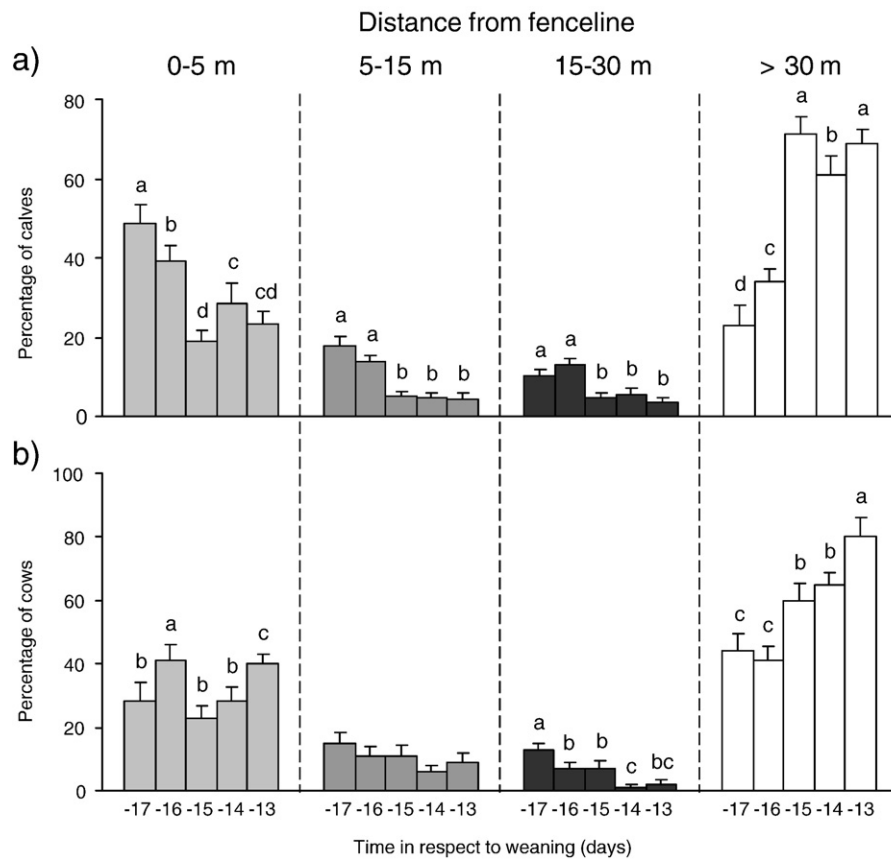 Distance from fenceline
a) 0-5 m 5-15 m 15-30 m > 30 m
80
60
40
20
0
Percentage of calves
a b d c cd
a a b b b
a a b b b
d c a b a
b)
100
80
60
40
20
0
Percentage of cows
b a b b c
a b b c bc
c c b b a
-17 -16 -15 -14 -13 -17 -16 -15 -14 -13 -17 -16 -15 -14 -13 -17 -16 -15 -14 -13
Time in respect to weaning (days)